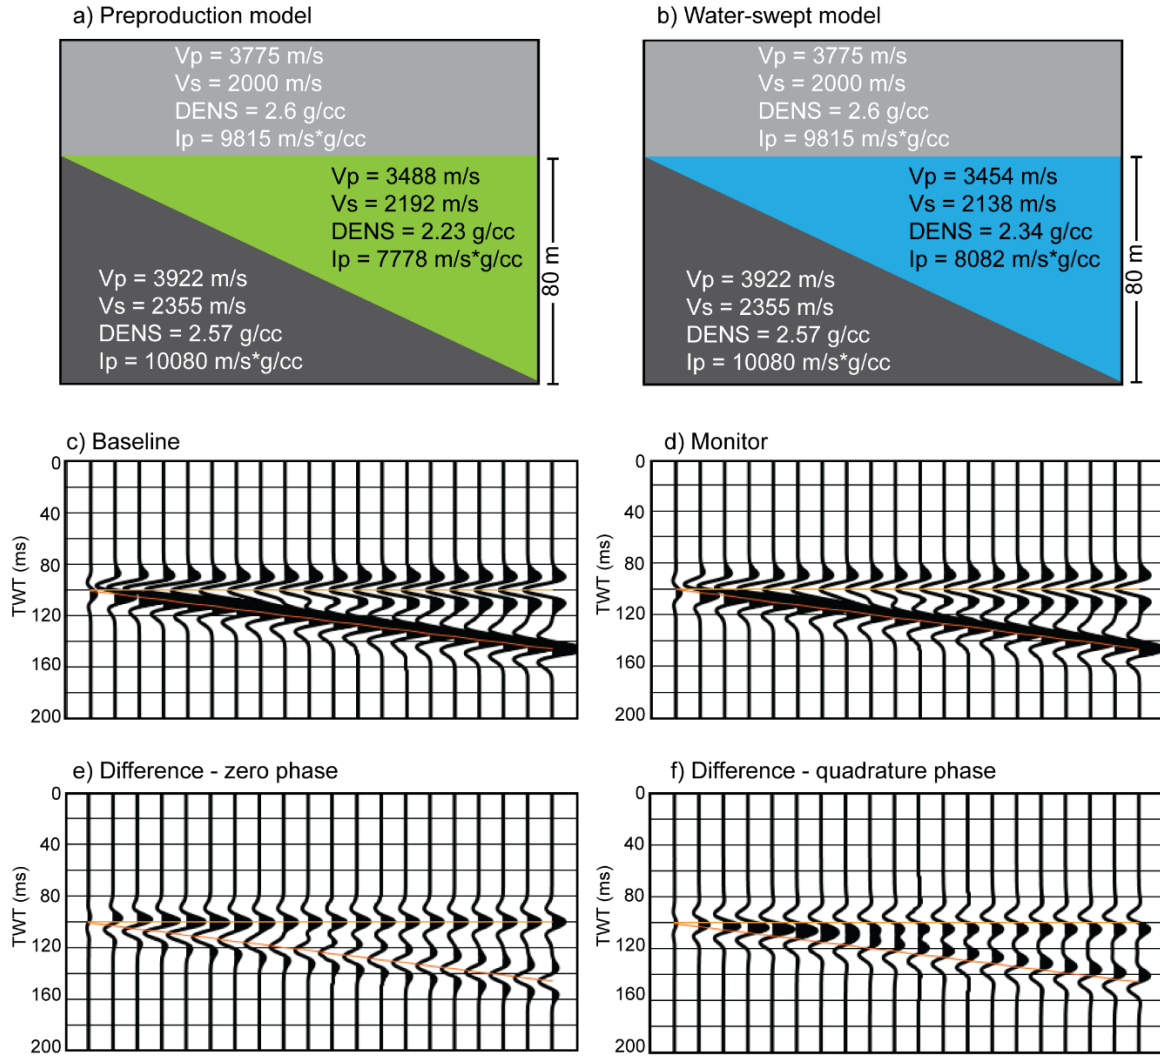 a) Preproduction model
Vp = 3775 m/s
Vs = 2000 m/s
DENS = 2.6 g/cc
Ip = 9815 m/s*g/cc
Vp = 3488 m/s
Vs = 2192 m/s
DENS = 2.23 g/cc
Ip = 7778 m/s*g/cc
Vp = 3922 m/s
Vs = 2355 m/s
DENS = 2.57 g/cc
Ip = 10080 m/s*g/cc
80 m
b) Water-swept model
Vp = 3775 m/s
Vs = 2000 m/s
DENS = 2.6 g/cc
Ip = 9815 m/s*g/cc
Vp = 3454 m/s
Vs = 2138 m/s
DENS = 2.34 g/cc
Ip = 8082 m/s*g/cc
Vp = 3922 m/s
Vs = 2355 m/s
DENS = 2.57 g/cc
Ip = 10080 m/s*g/cc
80 m
c) Baseline
TWT (ms)
0
40
80
120
160
200
d) Monitor
TWT (ms)
0
40
80
120
160
200
e) Difference - zero phase
TWT (ms)
0
40
80
120
160
200
f) Difference - quadrature phase
TWT (ms)
0
40
80
120
160
200